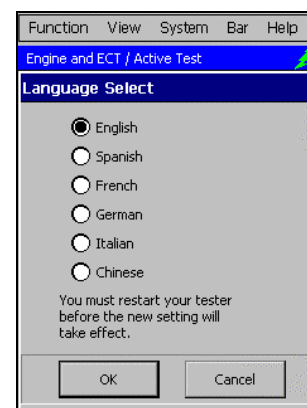 Function View System Bar Help
Engine and ECT / Active Test
Language Select
English
Spanish
French
German
Italian
Chinese
You must restart your tester
before the new setting will
take effect.
OK Cancel